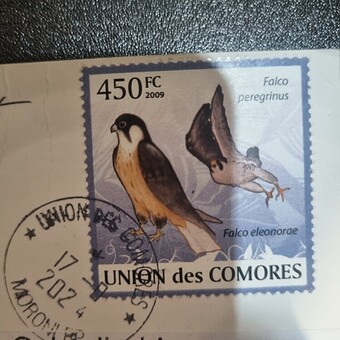 450FC
2009
Falco
peregrinus
Falco eleonorae
UNION des COMORES
UNION DES COMORES
17
2024
MORONI